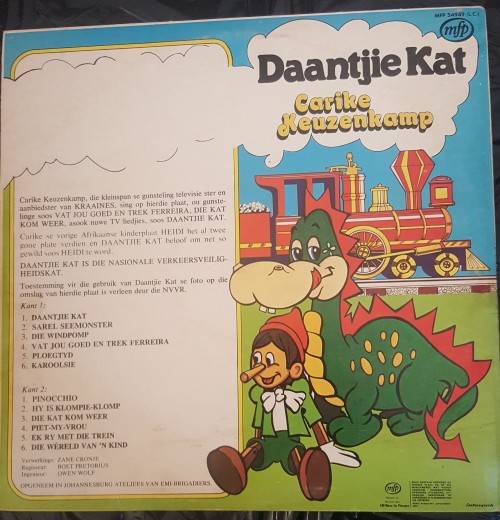 MFP 54949 (L.C.)
mfp
Daantjie Kat
Carike
Keuzenkamp
Carike Keuzenkamp, die kleinspan se gunsteling televisie ster en
aanbiedster van KRAAINES, sing op hierdie plaat, ou gunste-
linge soos VAT JOU GOED EN TREK FERREIRA, DIE KAT
KOM WEER, asook nuwe TV liedjies, soos DAANTJIE KAT.
Carike se vorige Afrikaanse kinderplaat HEIDI het al twee
goue plate verdien en DAANTJIE KAT beloof om net so
gewild soos HEIDI te word.
DAANTJIE KAT IS DIE NASIONALE VERKEERSVEILIG-
HEIDSKAT.
Toestemming vir die gebruik van Daantjie Kat se foto op die
omslag van hierdie plaat is verleen deur die NVVR.
Kant 1:
1. DAANTJIE KAT
2. SAREL SEEMONSTER
3. DIE WINDPOMP
4. VAT JOU GOED EN TREK FERREIRA
5. PLOEGTYD
6. KAROOLSIE
Kant 2:
1. PINOCCHIO
2. HY IS KLOMPIE-KLOMP
3. DIE KAT KOM WEER
4. PIET-MY-VROU
5. EK RY MET DIE TREIN
6. DIE WÊRELD VAN 'N KIND
Verwerkings: ZANE CRONJE
Regisseur: BOET PRETORIUS
Ingenieur: OWEN WOLF
OPGENEEM IN JOHANNESBURG ATELJEES VAN EMI-BRIGADIERS.
mfp